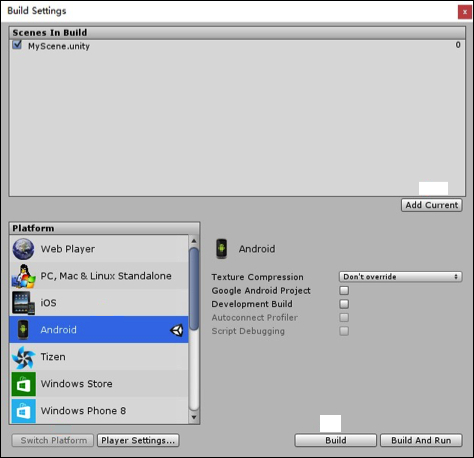 Build Settings
x
Scenes In Build
MyScene.unity 0
Add Current
Platform
Web Player
PC, Mac & Linux Standalone
iOS
Android
Tizen
Windows Store
Windows Phone 8
Android
Texture Compression Don't override
Google Android Project
Development Build
Autoconnect Profiler
Script Debugging
Switch Platform Player Settings... Build Build And Run